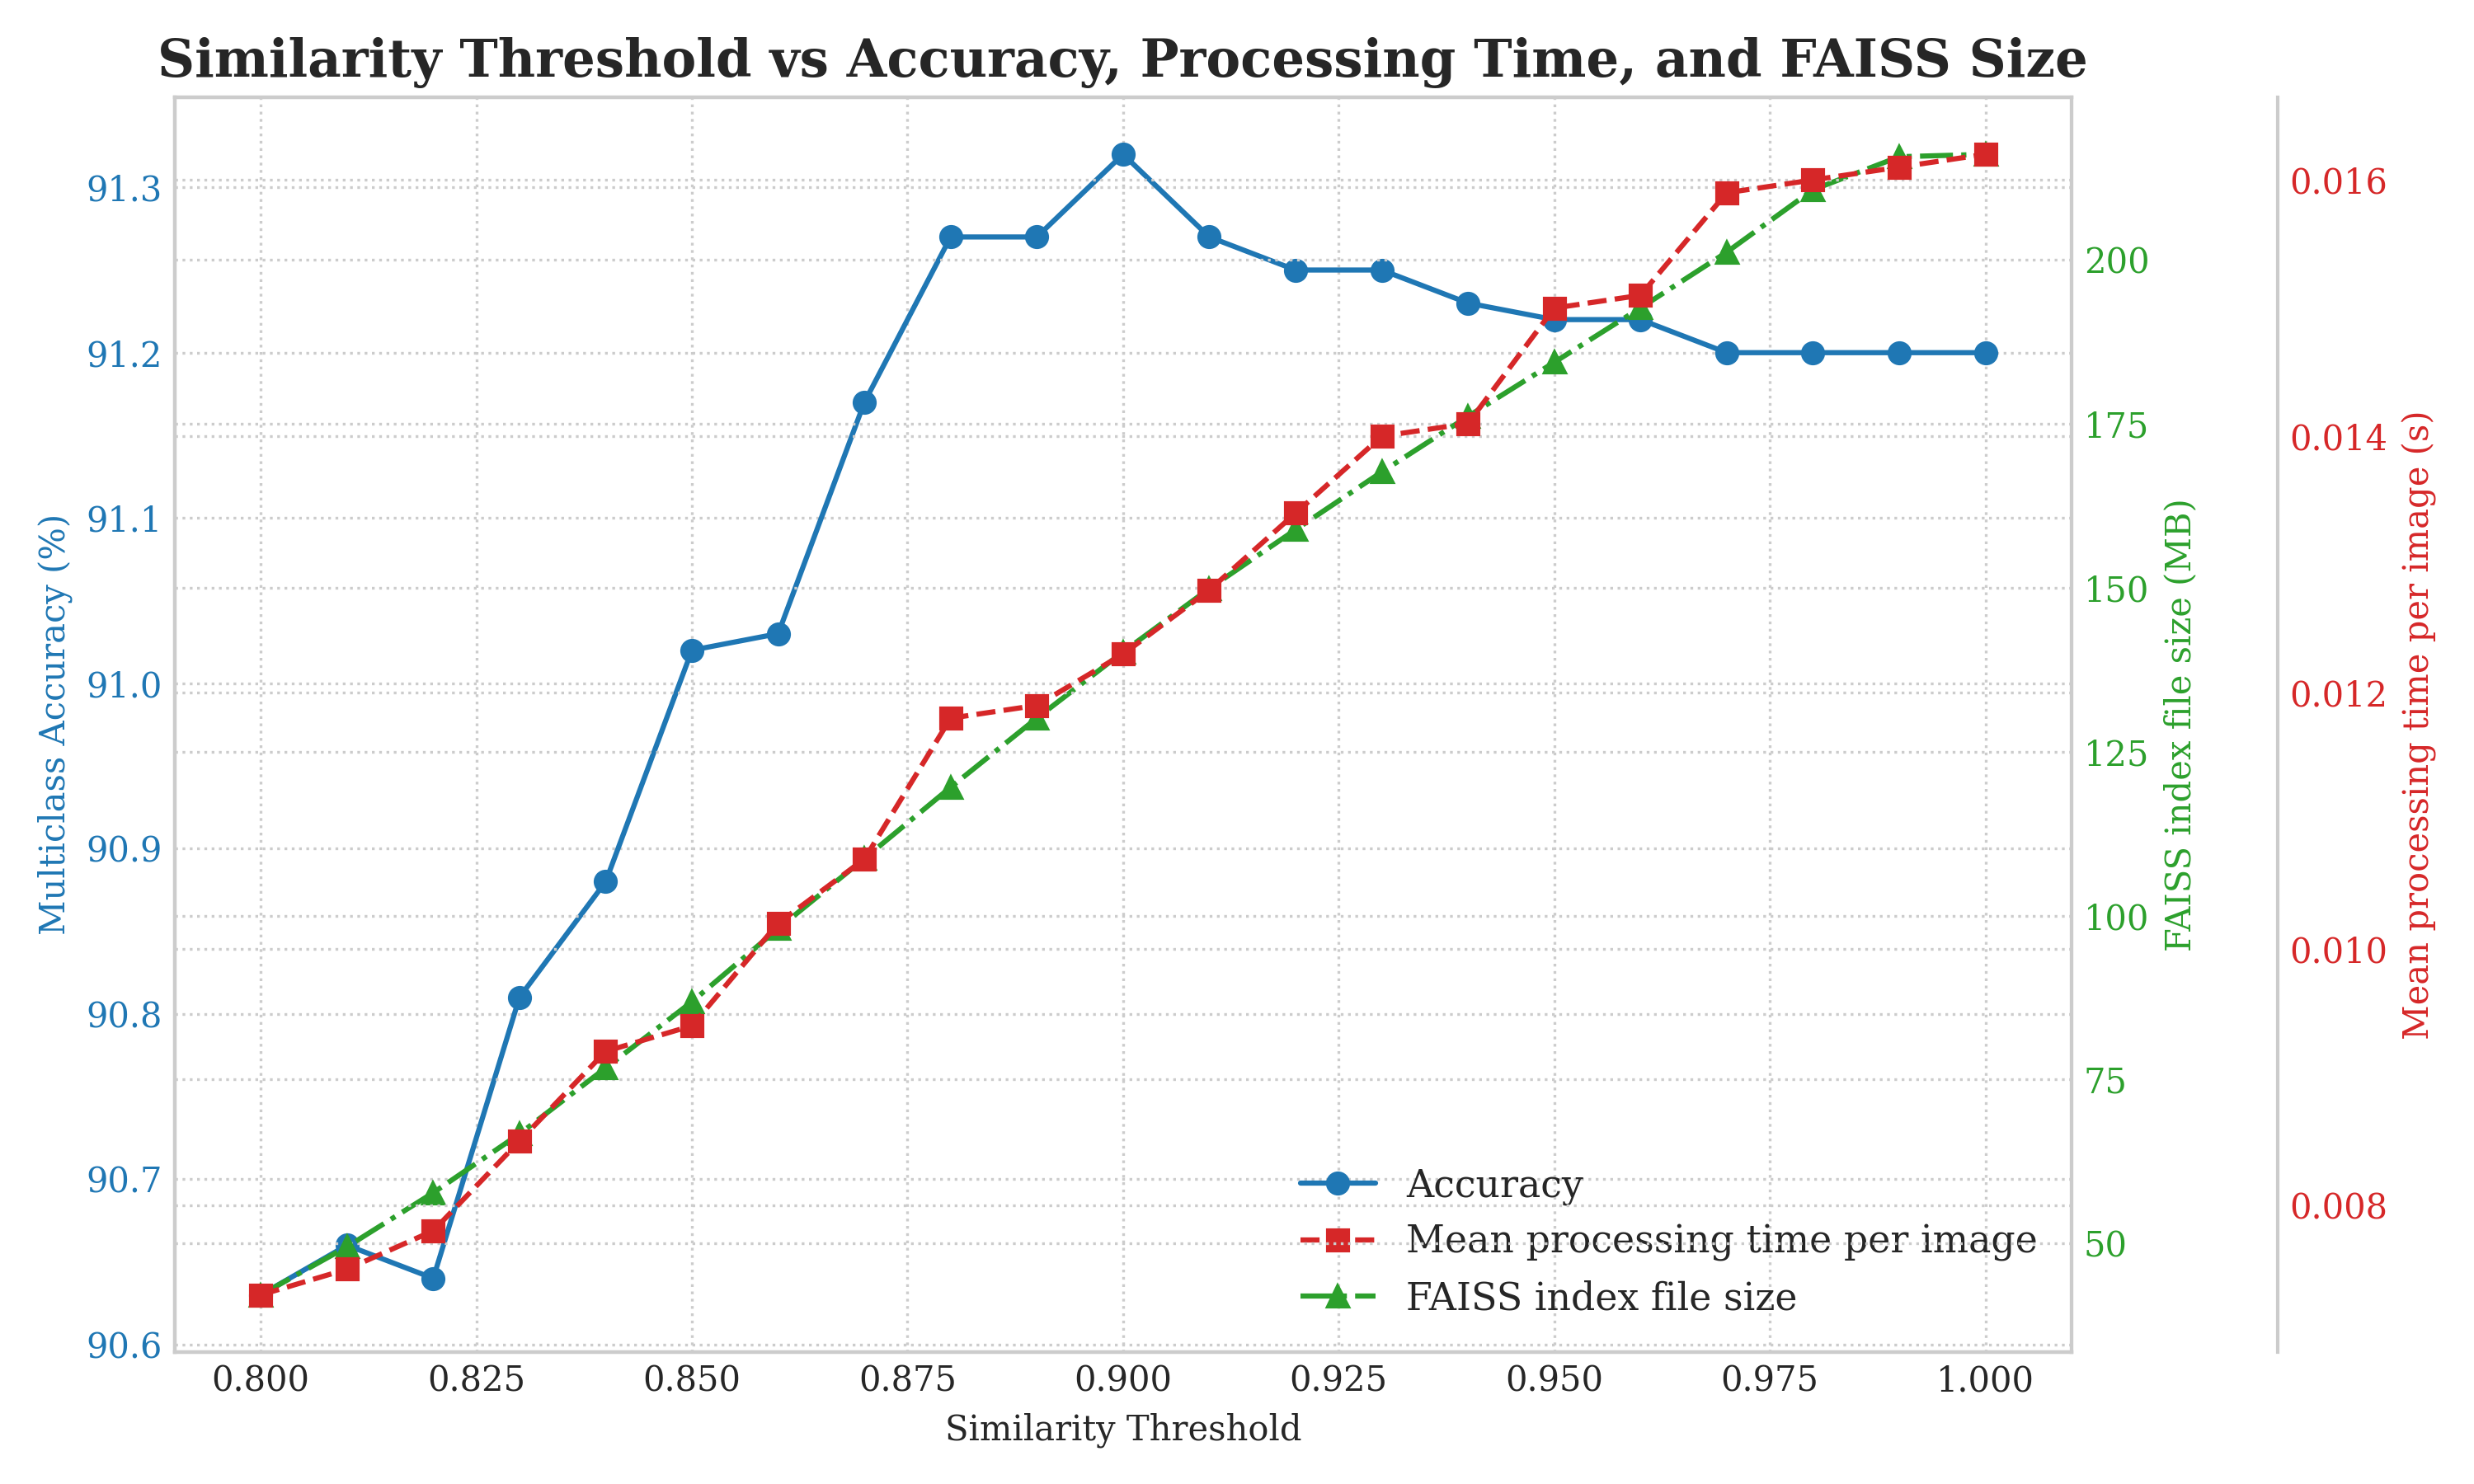 Similarity Threshold vs Accuracy, Processing Time, and FAISS Size
Multiclass Accuracy (%)
91.3
91.2
91.1
91.0
90.9
90.8
90.7
90.6
0.800 0.825 0.850 0.875 0.900 0.925 0.950 0.975 1.000
Similarity Threshold
Accuracy
Mean processing time per image
FAISS index file size
200
175
150
125
100
75
50
FAISS index file size (MB)
0.016
0.014
0.012
0.010
0.008
Mean processing time per image (s)